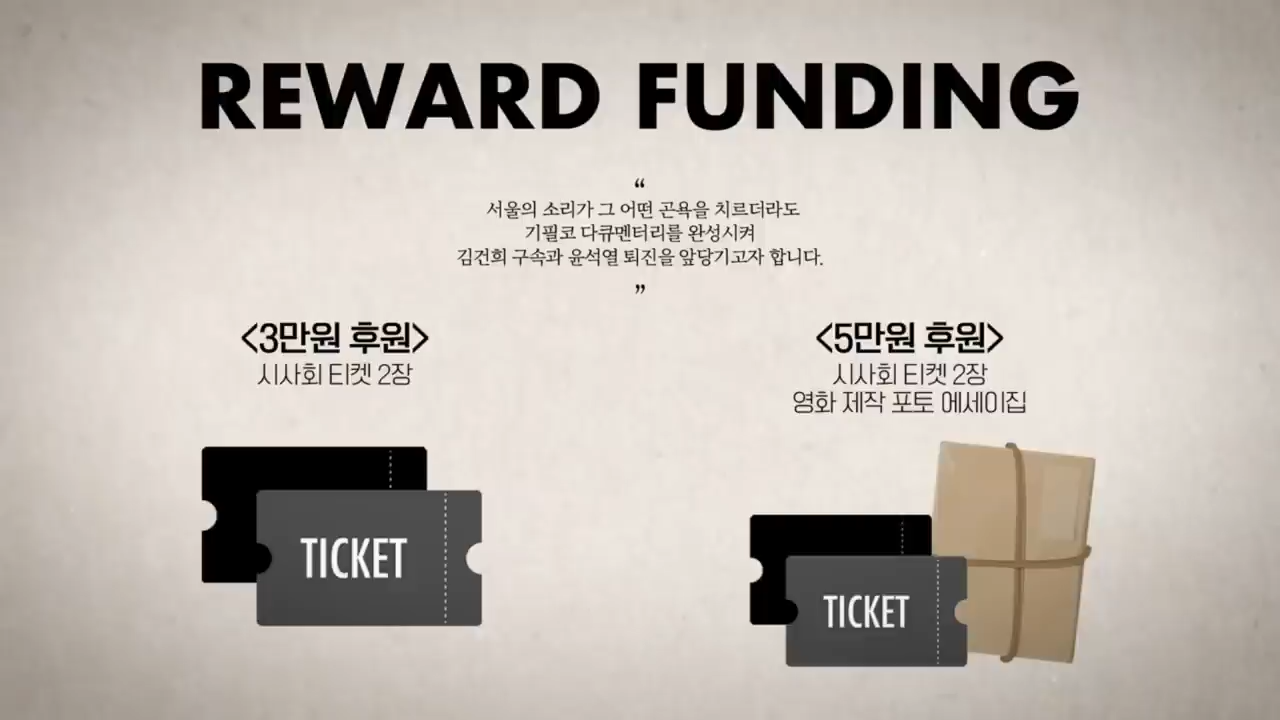 REWARD FUNDING
“
서울의 소리가 그 어떤 곤욕을 치르더라도
기필코 다큐멘터리를 완성시켜
김건희 구속과 윤석열 퇴진을 앞당기고자 합니다.
”
<3만원 후원>
시사회 티켓 2장
<5만원 후원>
시사회 티켓 2장
영화 제작 포토 에세이집
TICKET
TICKET